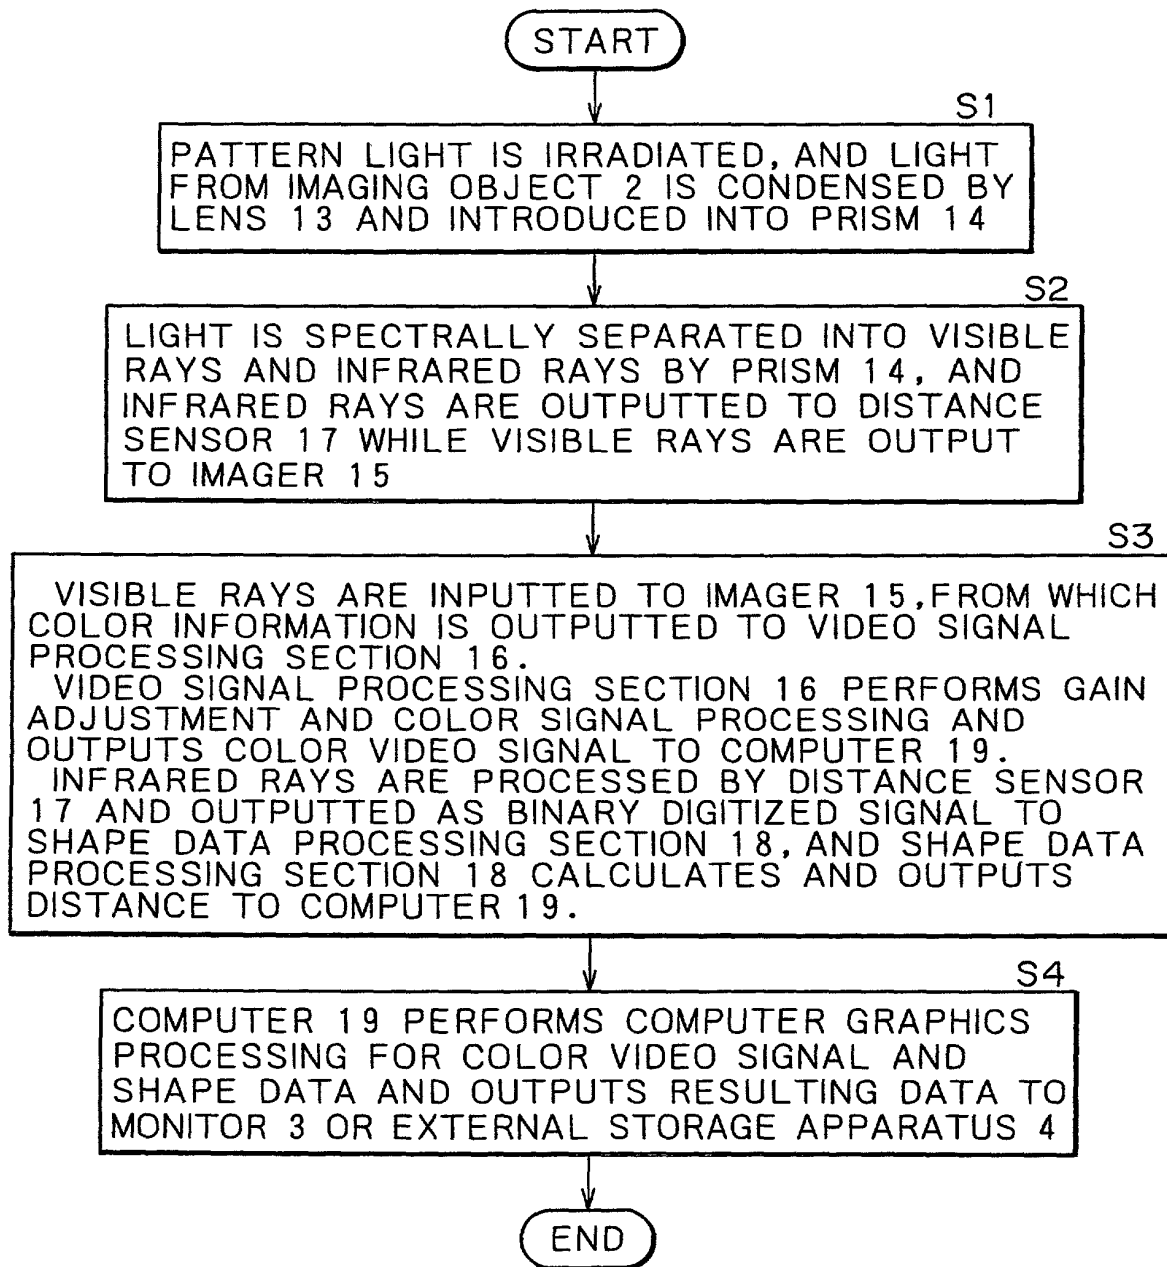 START
S1
PATTERN LIGHT IS IRRADIATED, AND LIGHT
FROM IMAGING OBJECT 2 IS CONDENSED BY
LENS 13 AND INTRODUCED INTO PRISM 14
S2
LIGHT IS SPECTRALLY SEPARATED INTO VISIBLE
RAYS AND INFRARED RAYS BY PRISM 14, AND
INFRARED RAYS ARE OUTPUTTED TO DISTANCE
SENSOR 17 WHILE VISIBLE RAYS ARE OUTPUT
TO IMAGER 15
S3
VISIBLE RAYS ARE INPUTTED TO IMAGER 15, FROM WHICH
COLOR INFORMATION IS OUTPUTTED TO VIDEO SIGNAL
PROCESSING SECTION 16.
VIDEO SIGNAL PROCESSING SECTION 16 PERFORMS GAIN
ADJUSTMENT AND COLOR SIGNAL PROCESSING AND
OUTPUTS COLOR VIDEO SIGNAL TO COMPUTER 19.
INFRARED RAYS ARE PROCESSED BY DISTANCE SENSOR
17 AND OUTPUTTED AS BINARY DIGITIZED SIGNAL TO
SHAPE DATA PROCESSING SECTION 18, AND SHAPE DATA
PROCESSING SECTION 18 CALCULATES AND OUTPUTS
DISTANCE TO COMPUTER 19.
S4
COMPUTER 19 PERFORMS COMPUTER GRAPHICS
PROCESSING FOR COLOR VIDEO SIGNAL AND
SHAPE DATA AND OUTPUTS RESULTING DATA TO
MONITOR 3 OR EXTERNAL STORAGE APPARATUS 4
END